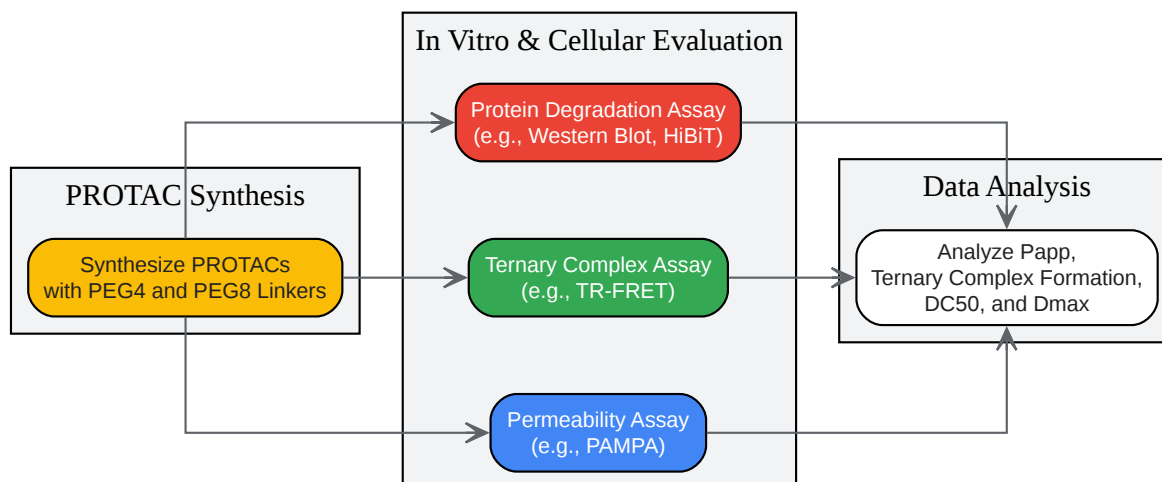 In Vitro & Cellular Evaluation
Protein Degradation Assay
(e.g., Western Blot, HiBiT)
PROTAC Synthesis
Data Analysis
Synthesize PROTACs
with PEG4 and PEG8 Linkers
Ternary Complex Assay
(e.g., TR-FRET)
Analyze Papp,
Ternary Complex Formation,
DC50, and Dmax
Permeability Assay
(e.g., PAMPA)